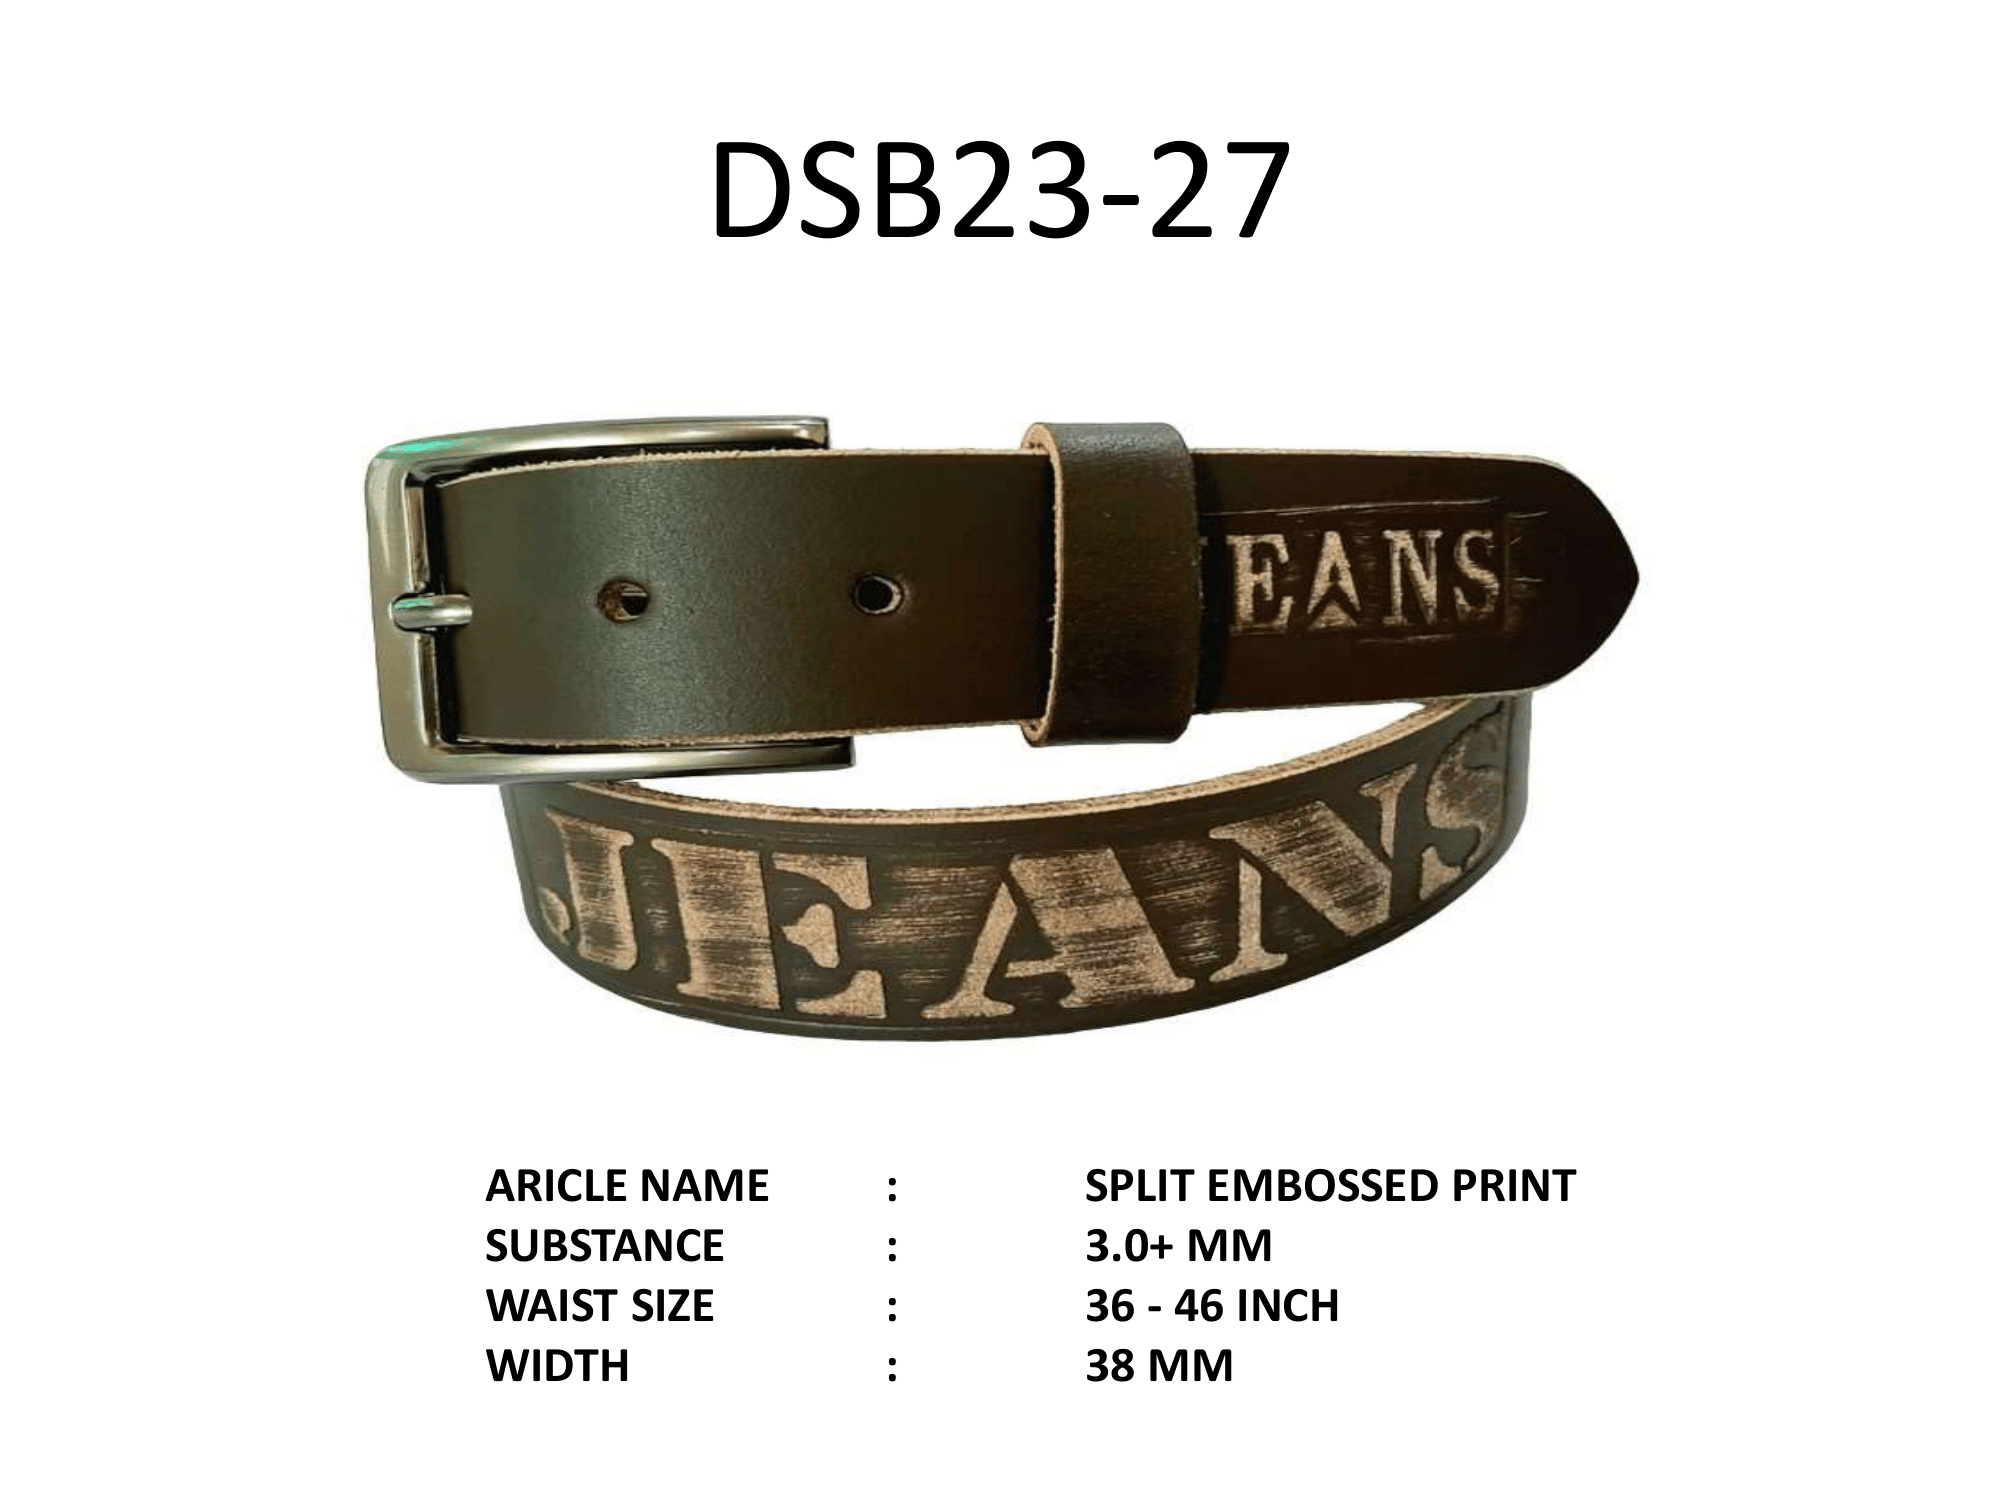 DSB23-27
EANS
JEANS
ARICLE NAME : SPLIT EMBOSSED PRINT
SUBSTANCE : 3.0+ MM
WAIST SIZE : 36 - 46 INCH
WIDTH : 38 MM